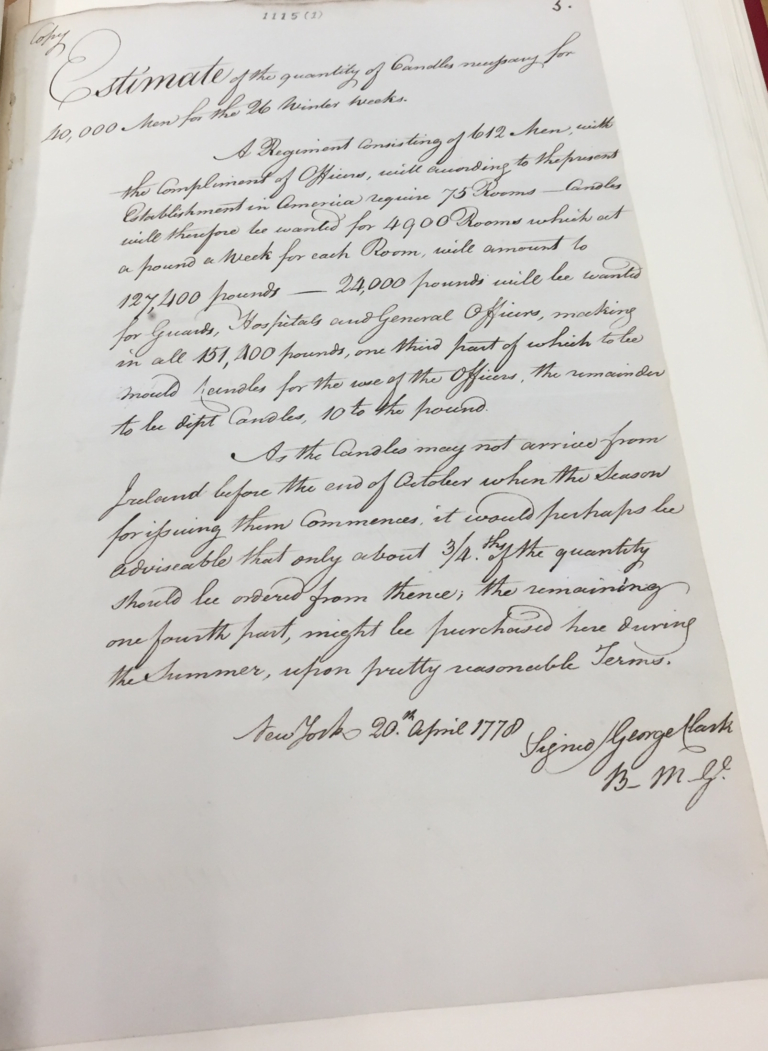 Copy
1115 (1)
5.
Estimate of the quantity of Candles necessary for
40,000 Men for the 26 Winter Weeks.
A Regiment consisting of 612 Men, with
the Compliment of Officers, will according to the present
Establishment in America require 75 Rooms — Candles
will therefore be wanted for 4900 Rooms which at
a pound a Week for each Room, will amount to
127,400 pounds — 24,000 pounds will be wanted
for Guards, Hospitals and General Officers, making
in all 151,400 pounds, one third part of which to be
mould Candles for the use of the Officers, the remainder
to be dipt Candles, 10 to the pound.
As the Candles may not arrive from
Ireland before the end of October when the Season
for issuing them Commences, it would perhaps be
adviseable that only about 3/4.ths of the quantity
should be ordered from thence; the remaining
one fourth part, might be purchased here during
the Summer, upon pretty reasonable Terms.
New York 20.th April 1778
Signed/George Clark
B- M- Gl.